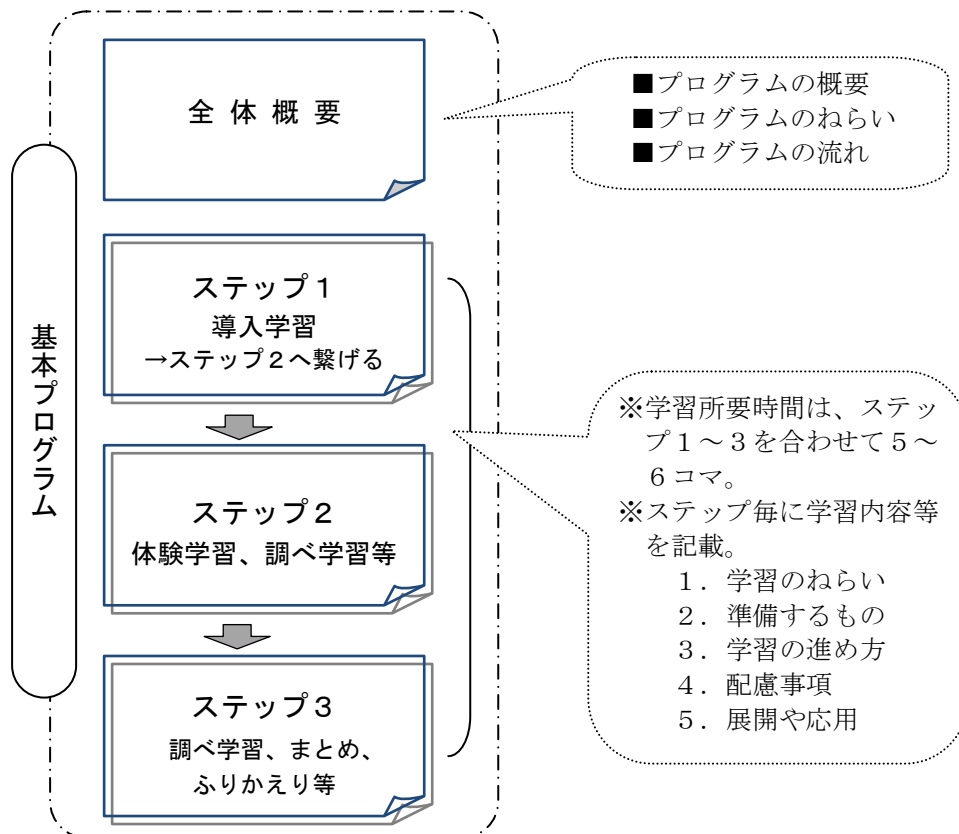 全体概要
■プログラムの概要
■プログラムのねらい
■プログラムの流れ
基本プログラム
ステップ１
導入学習
→ステップ２へ繋げる
ステップ２
体験学習、調べ学習等
ステップ３
調べ学習、まとめ、
ふりかえり等
※学習所要時間は、ステッ
プ１～３を合わせて５～
６コマ。
※ステップ毎に学習内容等
を記載。
１．学習のねらい
２．準備するもの
３．学習の進め方
４．配慮事項
５．展開や応用